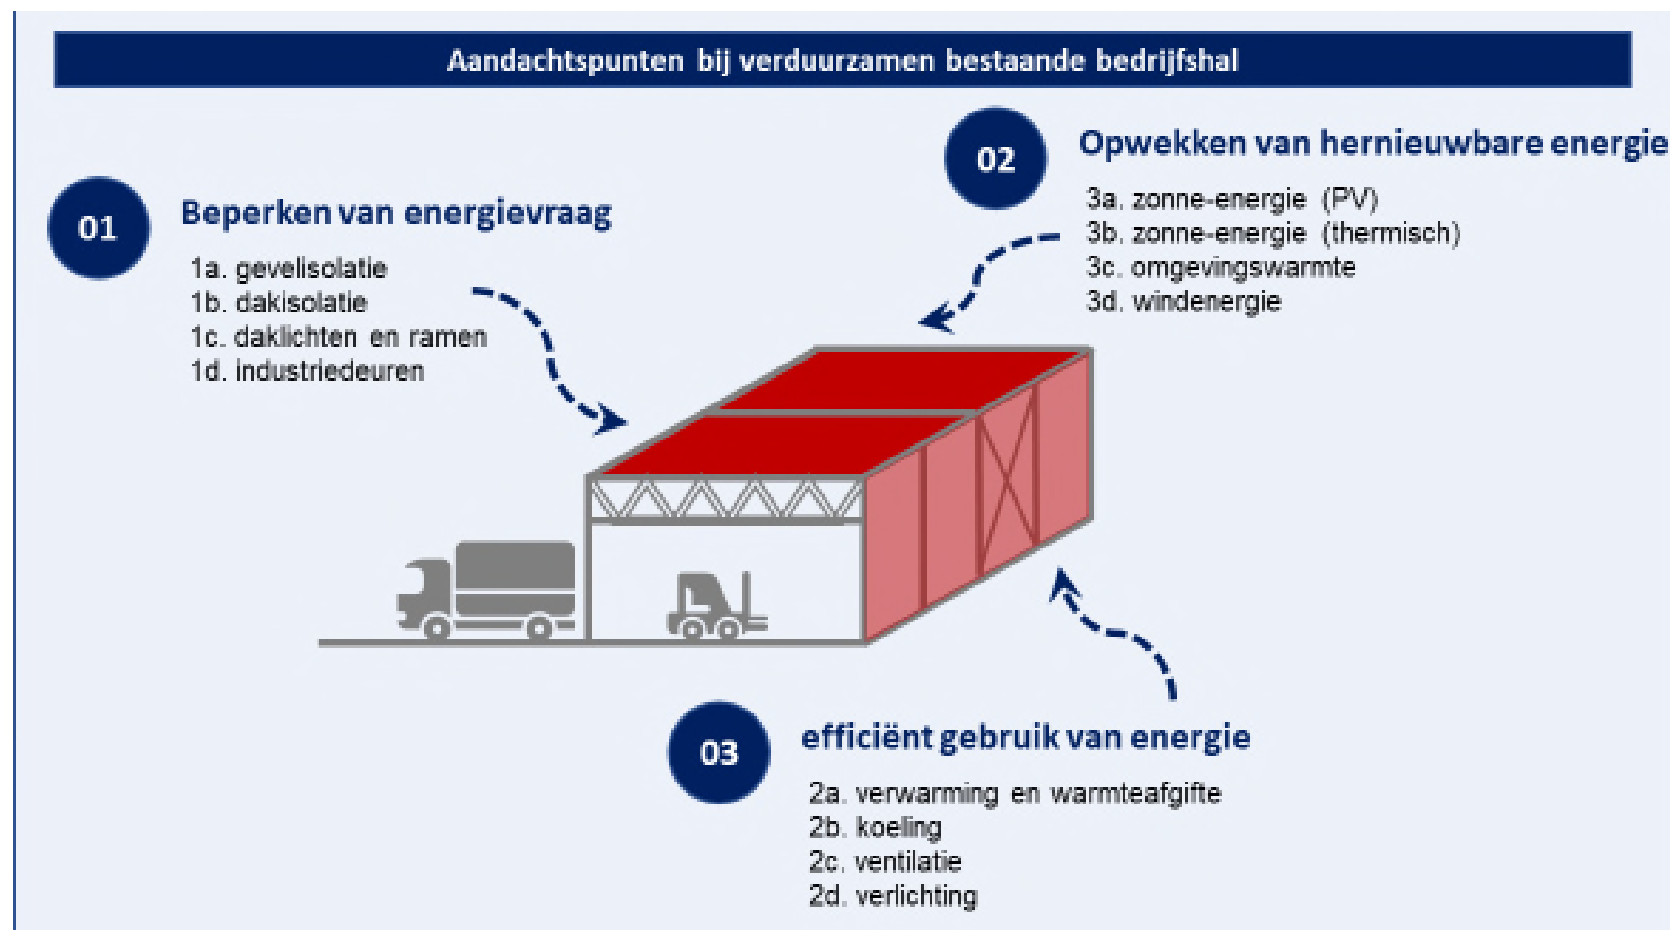 Aandachtspunten bij verduurzamen bestaande bedrijfshal
01
Beperken van energievraag
1a. gevelisolatie
1b. dakisolatie
1c. daklichten en ramen
1d. industriedeuren
02
Opwekken van hernieuwbare energie
3a. zonne-energie (PV)
3b. zonne-energie (thermisch)
3c. omgevingswarmte
3d. windenergie
03
efficiënt gebruik van energie
2a. verwarming en warmteafgifte
2b. koeling
2c. ventilatie
2d. verlichting